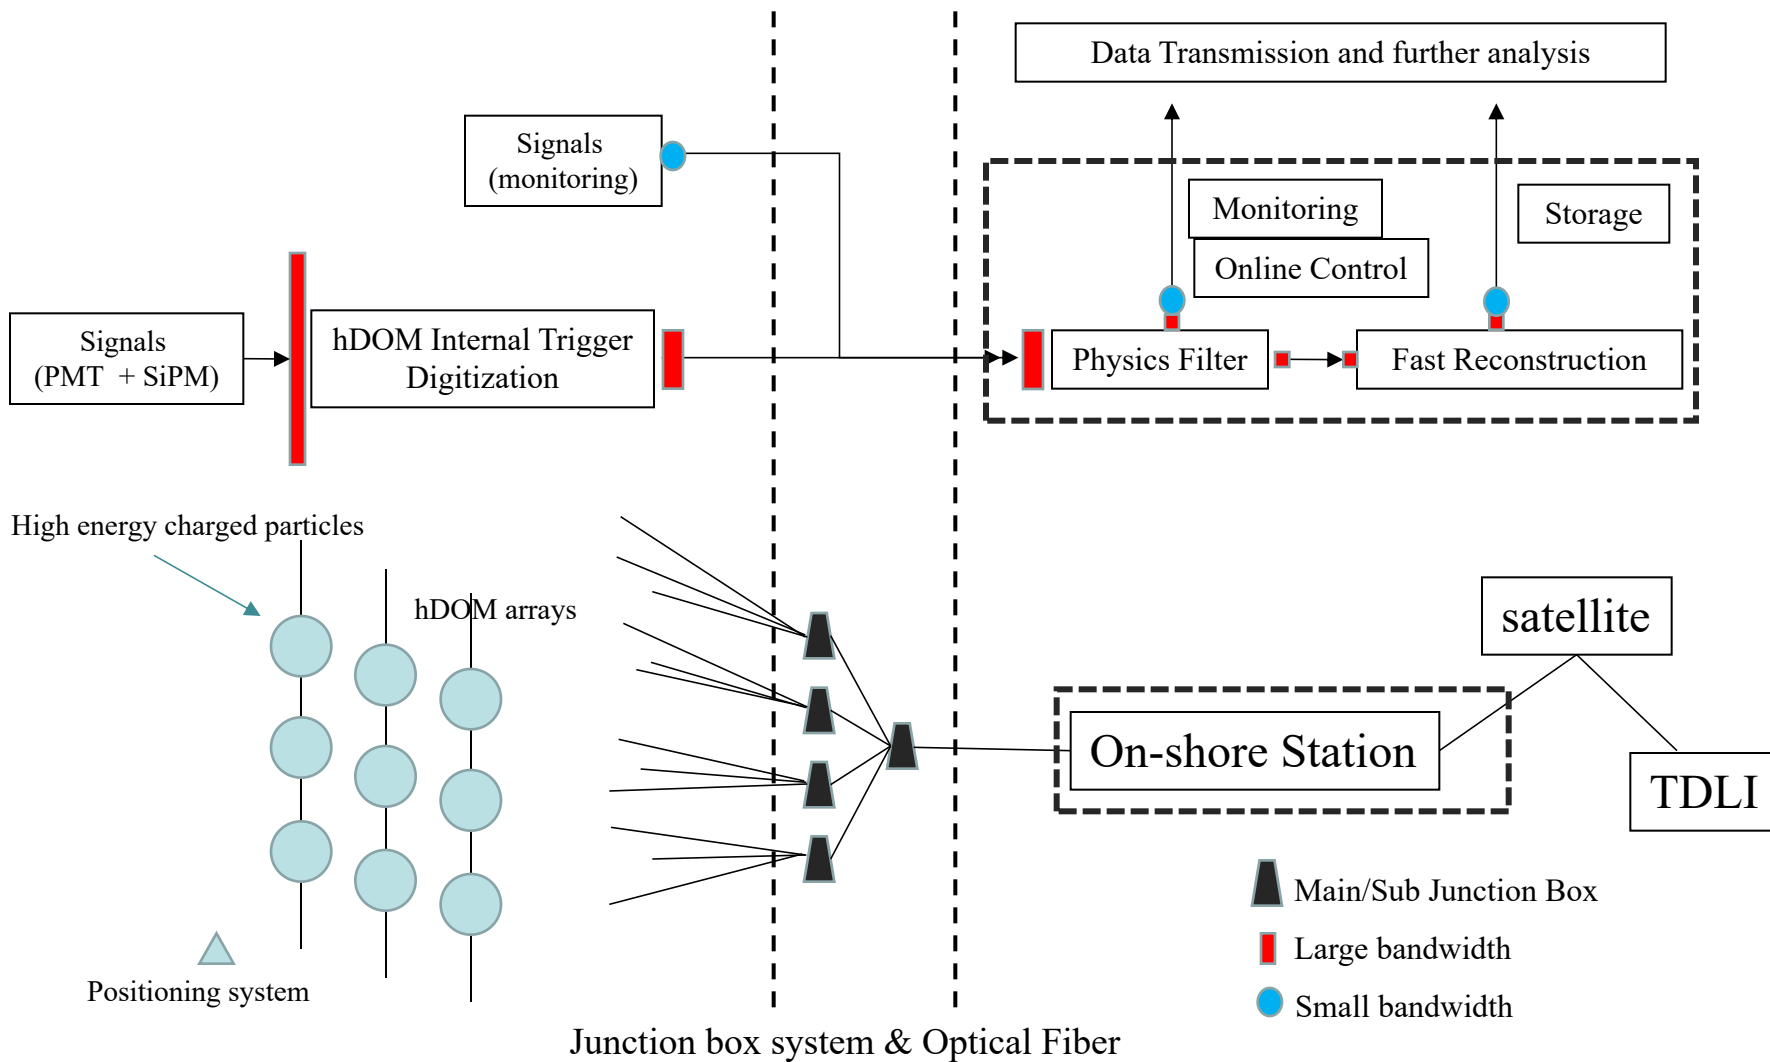 Data Transmission and further analysis
Signals
(monitoring)
Monitoring
Storage
Online Control
Signals
(PMT + SiPM)
hDOM Internal Trigger
Digitization
Physics Filter
Fast Reconstruction
High energy charged particles
hDOM arrays
satellite
On-shore Station
TDLI
Main/Sub Junction Box
Large bandwidth
Small bandwidth
Positioning system
Junction box system & Optical Fiber